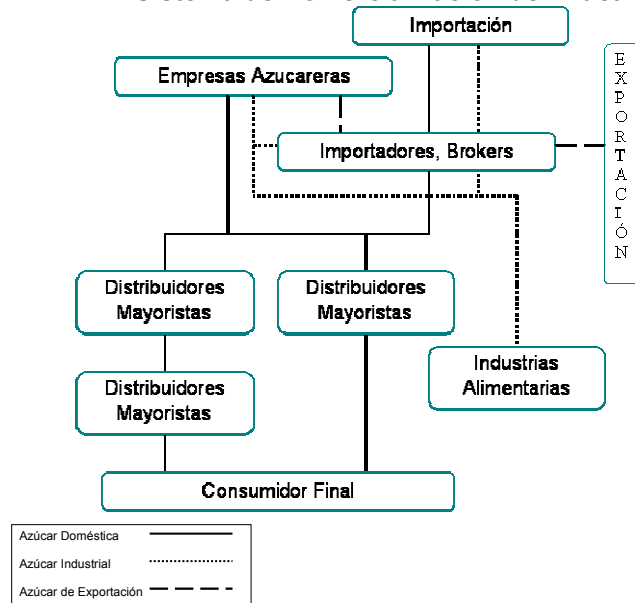 Importación
Empresas Azucareras
EXPORTACIÓN
Importadores, Brokers
Distribuidores
Mayoristas
Distribuidores
Mayoristas
Industrias
Alimentarias
Distribuidores
Mayoristas
Consumidor Final
Azúcar Doméstica
Azúcar Industrial
Azúcar de Exportación